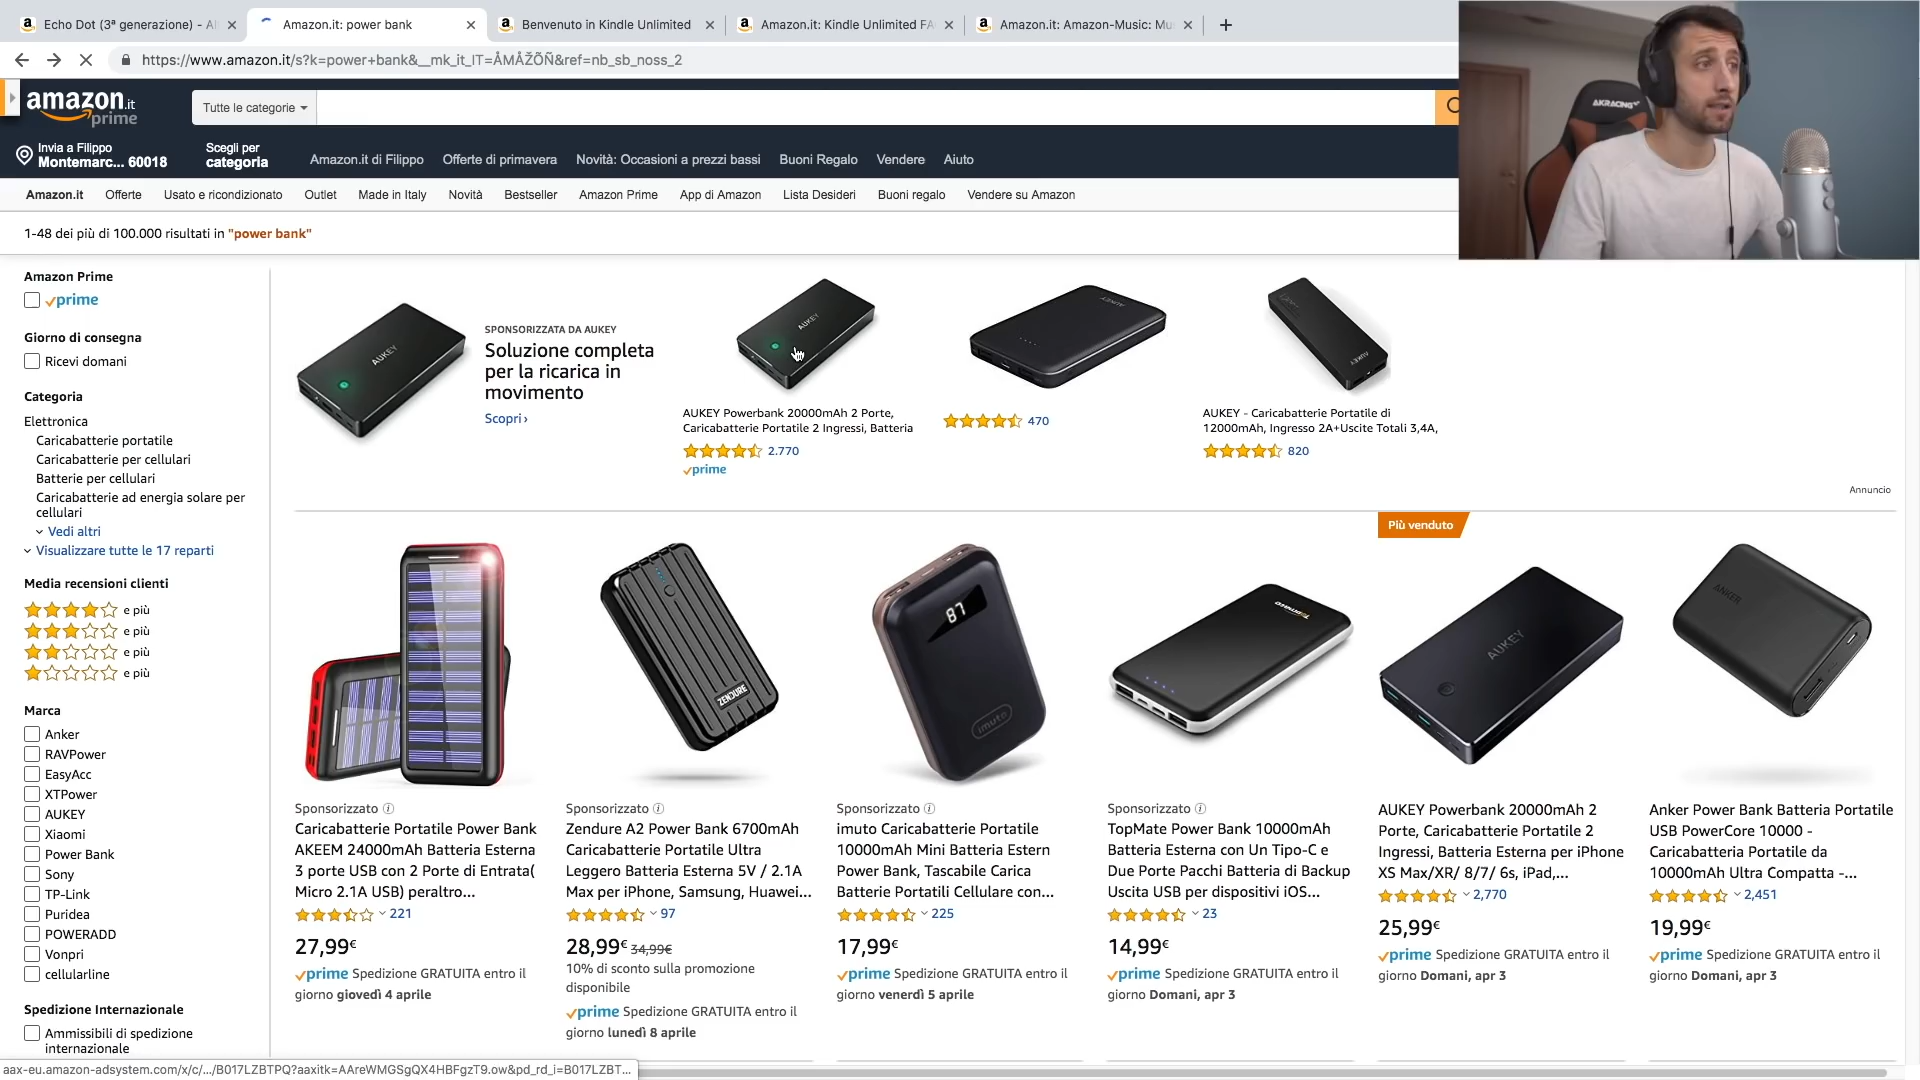 Echo Dot (3ª generazione) - Al
Amazon.it: power bank
Benvenuto in Kindle Unlimited
Amazon.it: Kindle Unlimited FA
Amazon.it: Amazon-Music: Mu
https://www.amazon.it/s?k=power+bank&__mk_it_IT=ÅMÅŽÕÑ&ref=nb_sb_noss_2
amazon.it
prime
Tutte le categorie
AKRACING
Invia a Filippo
Montemarc... 60018
Scegli per
categoria
Amazon.it di Filippo
Offerte di primavera
Novità: Occasioni a prezzi bassi
Buoni Regalo
Vendere
Aiuto
Amazon.it
Offerte
Usato e ricondizionato
Outlet
Made in Italy
Novità
Bestseller
Amazon Prime
App di Amazon
Lista Desideri
Buoni regalo
Vendere su Amazon
1-48 dei più di 100.000 risultati in "power bank"
Amazon Prime
prime
Giorno di consegna
Ricevi domani
Categoria
Elettronica
Caricabatterie portatile
Caricabatterie per cellulari
Batterie per cellulari
Caricabatterie ad energia solare per
cellulari
Vedi altri
Visualizzare tutte le 17 reparti
Media recensioni clienti
e più
e più
e più
e più
Marca
Anker
RAVPower
EasyAcc
XTPower
AUKEY
Xiaomi
Power Bank
Sony
TP-Link
Puridea
POWERADD
Vonpri
cellularline
Spedizione Internazionale
Ammissibili di spedizione
internazionale
AUKEY
SPONSORIZZATA DA AUKEY
Soluzione completa
per la ricarica in
movimento
Scopri ›
AUKEY
AUKEY Powerbank 20000mAh 2 Porte,
Caricabatterie Portatile 2 Ingressi, Batteria
2.770
prime
AUKEY
470
AUKEY
AUKEY - Caricabatterie Portatile di
12000mAh, Ingresso 2A+Uscite Totali 3,4A,
820
Annuncio
Sponsorizzato
Caricabatterie Portatile Power Bank
AKEEM 24000mAh Batteria Esterna
3 porte USB con 2 Porte di Entrata(
Micro 2.1A USB) peraltro...
221
27,99€
prime Spedizione GRATUITA entro il
giorno giovedì 4 aprile
ZENDURE
Sponsorizzato
Zendure A2 Power Bank 6700mAh
Caricabatterie Portatile Ultra
Leggero Batteria Esterna 5V / 2.1A
Max per iPhone, Samsung, Huawei...
97
28,99€ 34,99€
10% di sconto sulla promozione
disponibile
prime Spedizione GRATUITA entro il
giorno lunedì 8 aprile
87
imuto
Sponsorizzato
imuto Caricabatterie Portatile
10000mAh Mini Batteria Estern
Power Bank, Tascabile Carica
Batterie Portatili Cellulare con...
225
17,99€
prime Spedizione GRATUITA entro il
giorno venerdì 5 aprile
TopMate
Sponsorizzato
TopMate Power Bank 10000mAh
Batteria Esterna con Un Tipo-C e
Due Porte Pacchi Batteria di Backup
Uscita USB per dispositivi iOS...
23
14,99€
prime Spedizione GRATUITA entro il
giorno Domani, apr 3
Più venduto
AUKEY
AUKEY Powerbank 20000mAh 2
Porte, Caricabatterie Portatile 2
Ingressi, Batteria Esterna per iPhone
XS Max/XR/ 8/7/ 6s, iPad,...
2,770
25,99€
prime Spedizione GRATUITA entro il
giorno Domani, apr 3
ANKER
Anker Power Bank Batteria Portatile
USB PowerCore 10000 -
Caricabatteria Portatile da
10000mAh Ultra Compatta -...
2,451
19,99€
prime Spedizione GRATUITA entro il
giorno Domani, apr 3
aax-eu.amazon-adsystem.com/x/c/.../B017LZBTPQ?aaxitk=AAreWMGSgQX4HBFgzT9.ow&pd_rd_i=B017LZBT...